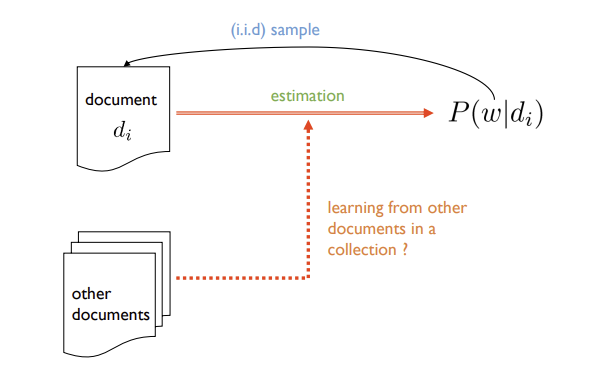 (i.i.d) sample
document
d_i
estimation
P(w|d_i)
learning from other
documents in a
collection ?
other
documents